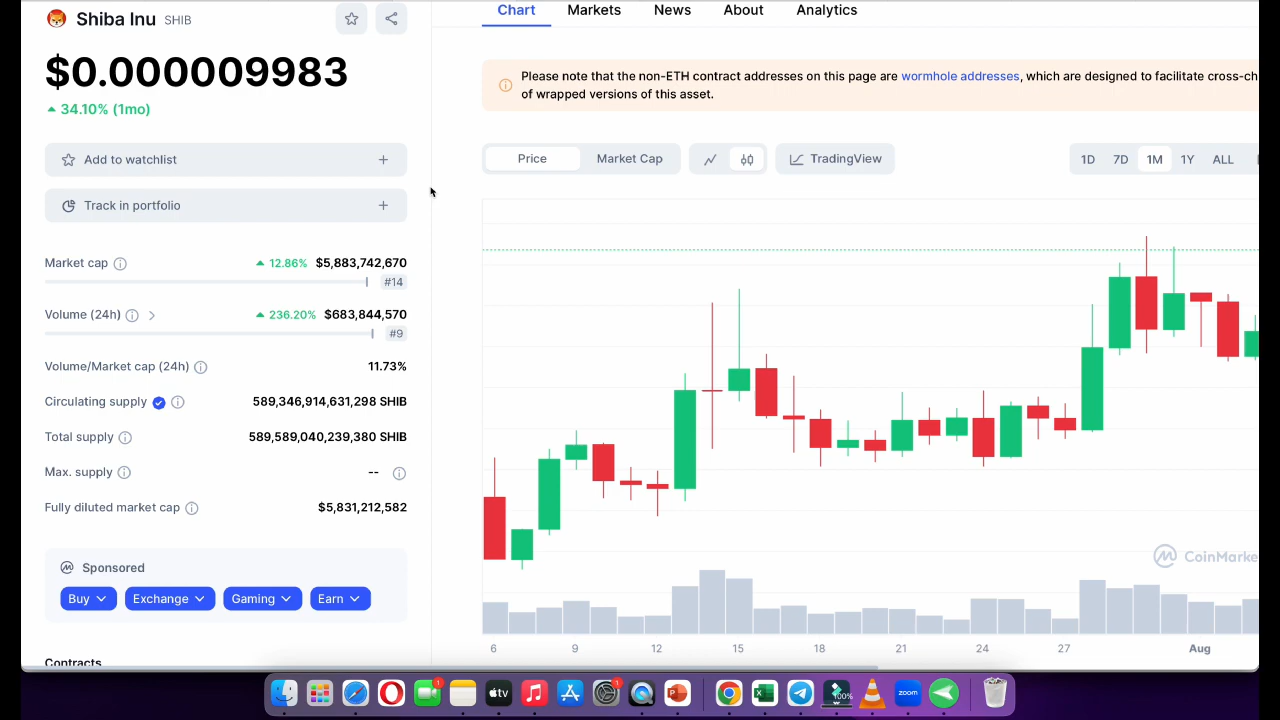 Shiba Inu SHIB
$0.000009983
34.10% (1mo)
Add to watchlist
Track in portfolio
Market cap 12.86% $5,883,742,670
#14
Volume (24h) 236.20% $683,844,570
#9
Volume/Market cap (24h) 11.73%
Circulating supply 589,346,914,631,298 SHIB
Total supply 589,589,040,239,380 SHIB
Max. supply --
Fully diluted market cap $5,831,212,582
Sponsored
Buy Exchange Gaming Earn
Contracts
Chart Markets News About Analytics
Please note that the non-ETH contract addresses on this page are wormhole addresses, which are designed to facilitate cross-ch
of wrapped versions of this asset.
Price Market Cap TradingView 1D 7D 1M 1Y ALL
CoinMarke
6 9 12 15 18 21 24 27 Aug
1 tv 1 100% zoom